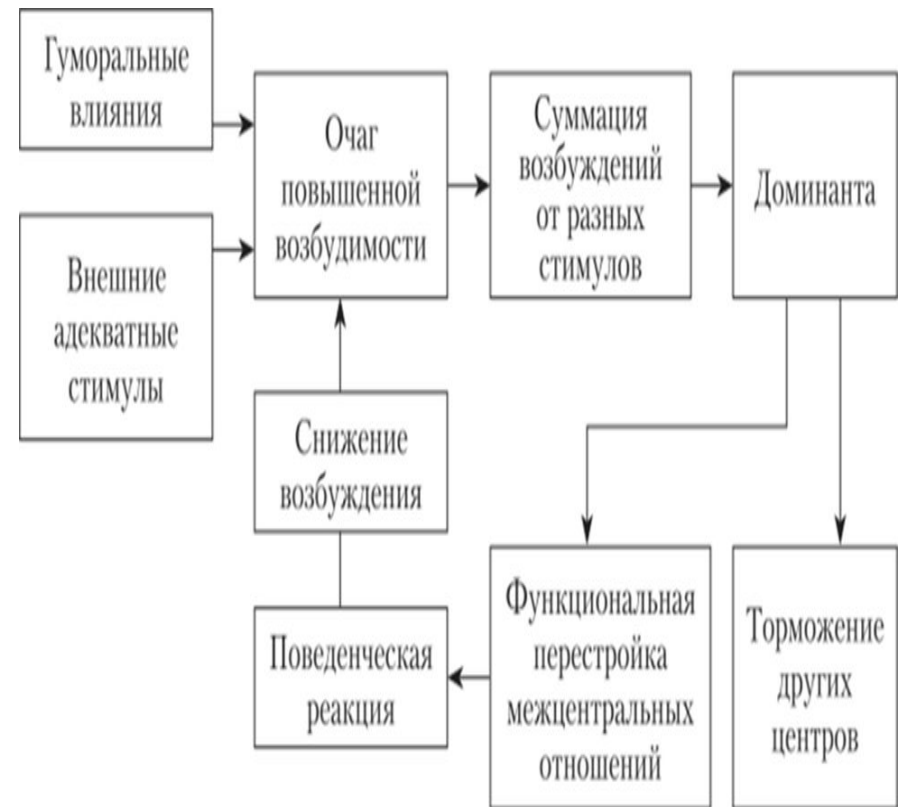 Гуморальные
влияния
Внешние
адекватные
стимулы
Очаг
повышенной
возбудимости
Суммация
возбуждений
от разных
стимулов
Доминанта
Снижение
возбуждения
Поведенческая
реакция
Функциональная
перестройка
межцентральных
отношений
Торможение
других
центров